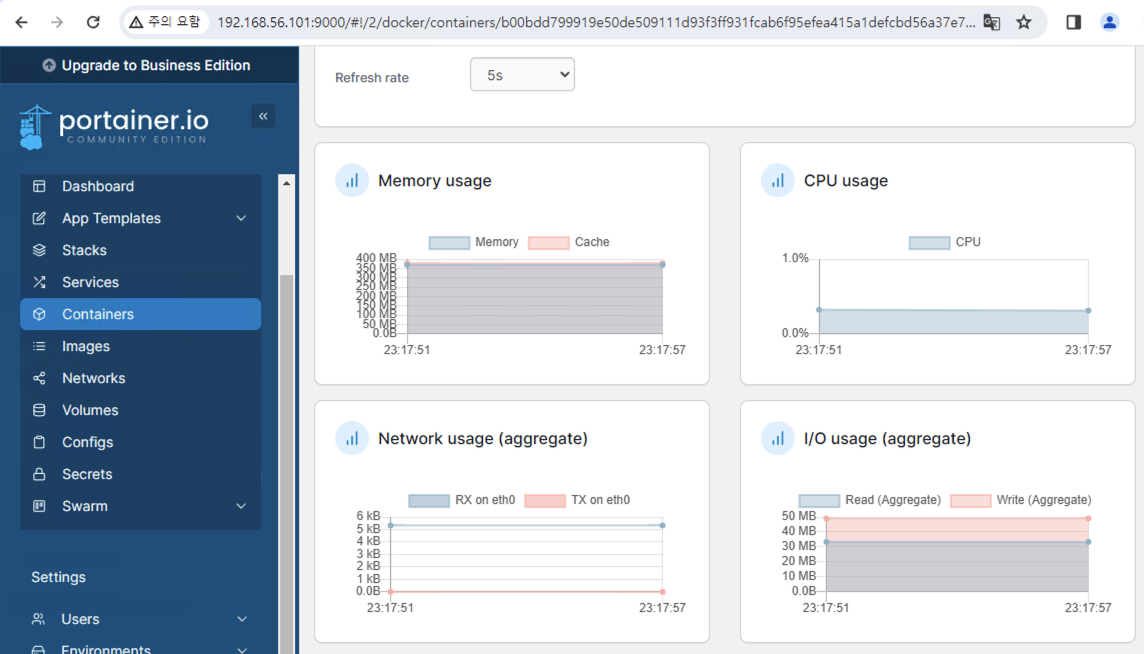 주의 요함 192.168.56.101:9000/#!/2/docker/containers/b00bdd799919e50de509111d93f3ff931fcab6f95efea415a1defcbd56a37e7...
Upgrade to Business Edition
portainer.io
COMMUNITY EDITION
Dashboard
App Templates
Stacks
Services
Containers
Images
Networks
Volumes
Configs
Secrets
Swarm
Settings
Users
Environments
Refresh rate 5s
Memory usage
Memory Cache
400 MB
350 MB
300 MB
250 MB
200 MB
150 MB
100 MB
50 MB
0.0B
23:17:51 23:17:57
CPU usage
CPU
1.0%
0.0%
23:17:51 23:17:57
Network usage (aggregate)
RX on eth0 TX on eth0
6 kB
5 kB
4 kB
3 kB
2 kB
1 kB
0.0B
23:17:51 23:17:57
I/O usage (aggregate)
Read (Aggregate) Write (Aggregate)
50 MB
40 MB
30 MB
20 MB
10 MB
0.0B
23:17:51 23:17:57